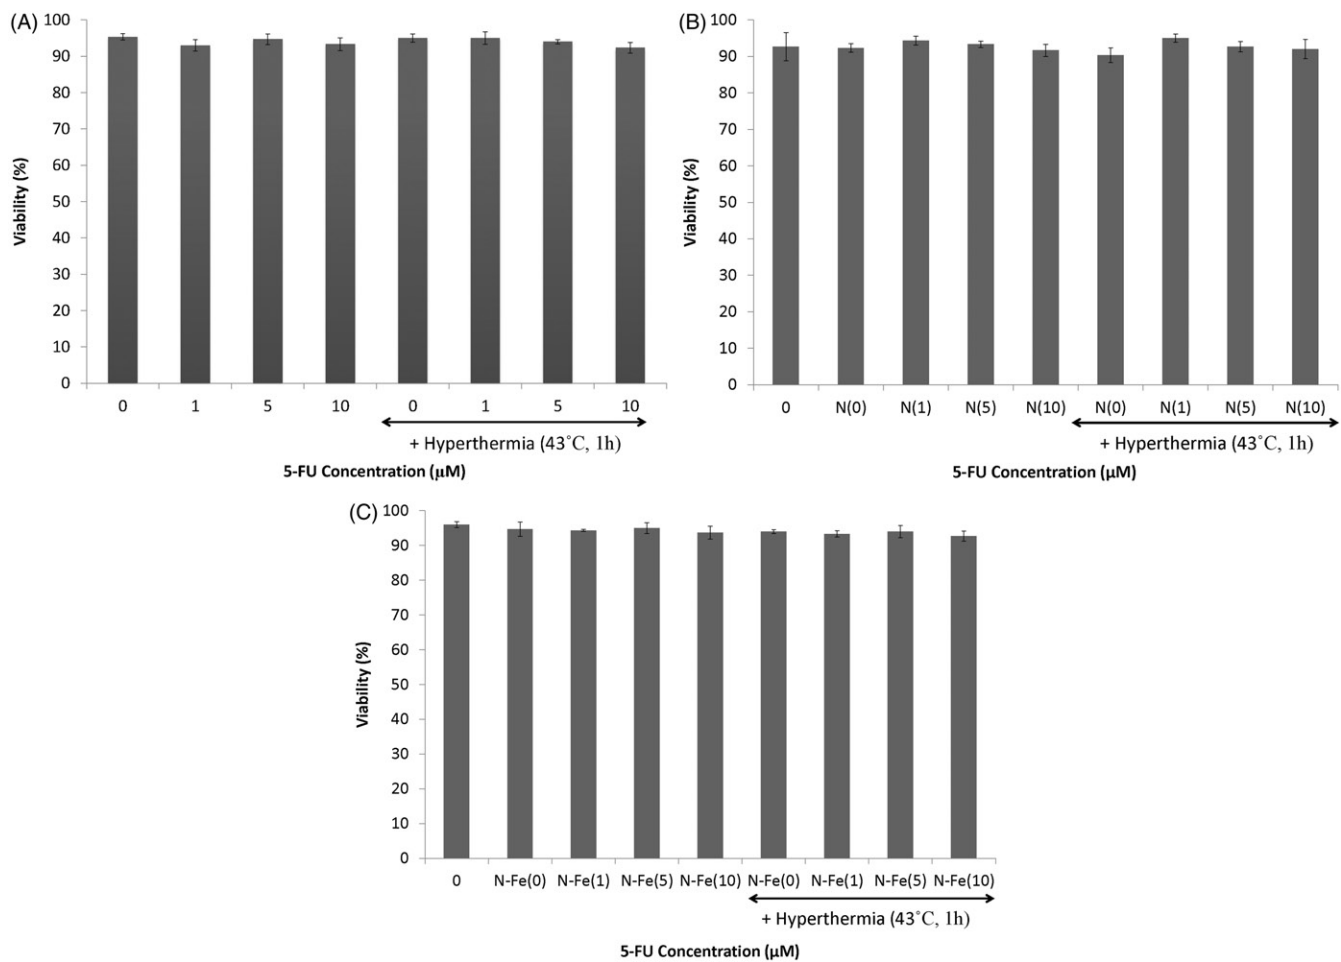 (A)
100
90
80
70
60
50
40
30
20
10
0
Viability (%)
0 1 5 10 0 1 5 10
+ Hyperthermia (43˚C, 1h)
5-FU Concentration (μM)
(B)
100
90
80
70
60
50
40
30
20
10
0
Viability (%)
0 N(0) N(1) N(5) N(10) N(0) N(1) N(5) N(10)
+ Hyperthermia (43˚C, 1h)
5-FU Concentration (μM)
(C)
100
90
80
70
60
50
40
30
20
10
0
Viability (%)
0 N-Fe(0) N-Fe(1) N-Fe(5) N-Fe(10) N-Fe(0) N-Fe(1) N-Fe(5) N-Fe(10)
+ Hyperthermia (43˚C, 1h)
5-FU Concentration (μM)